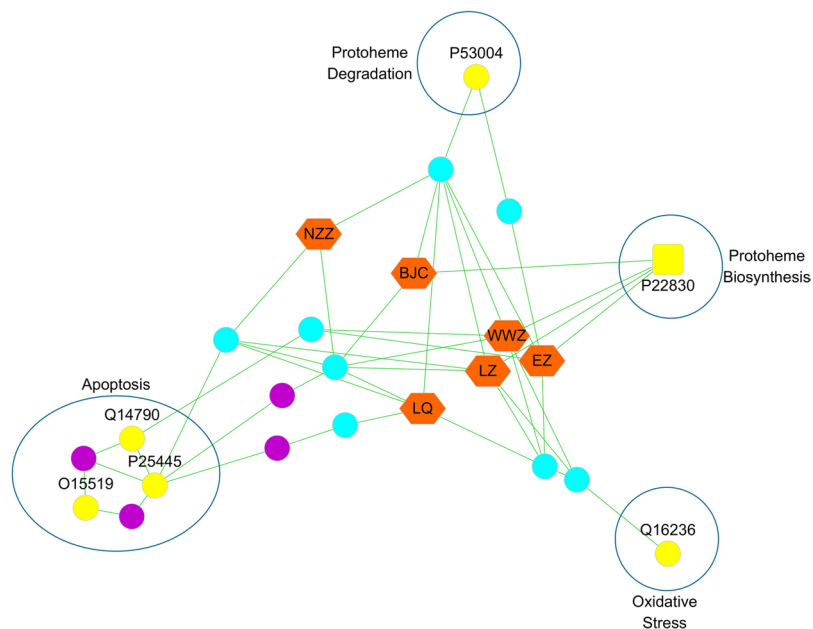 Protoheme
Degradation
P53004
NZZ
BJC
Protoheme
Biosynthesis
P22830
WWZ
EZ
LZ
LQ
Apoptosis
Q14790
P25445
O15519
Q16236
Oxidative
Stress